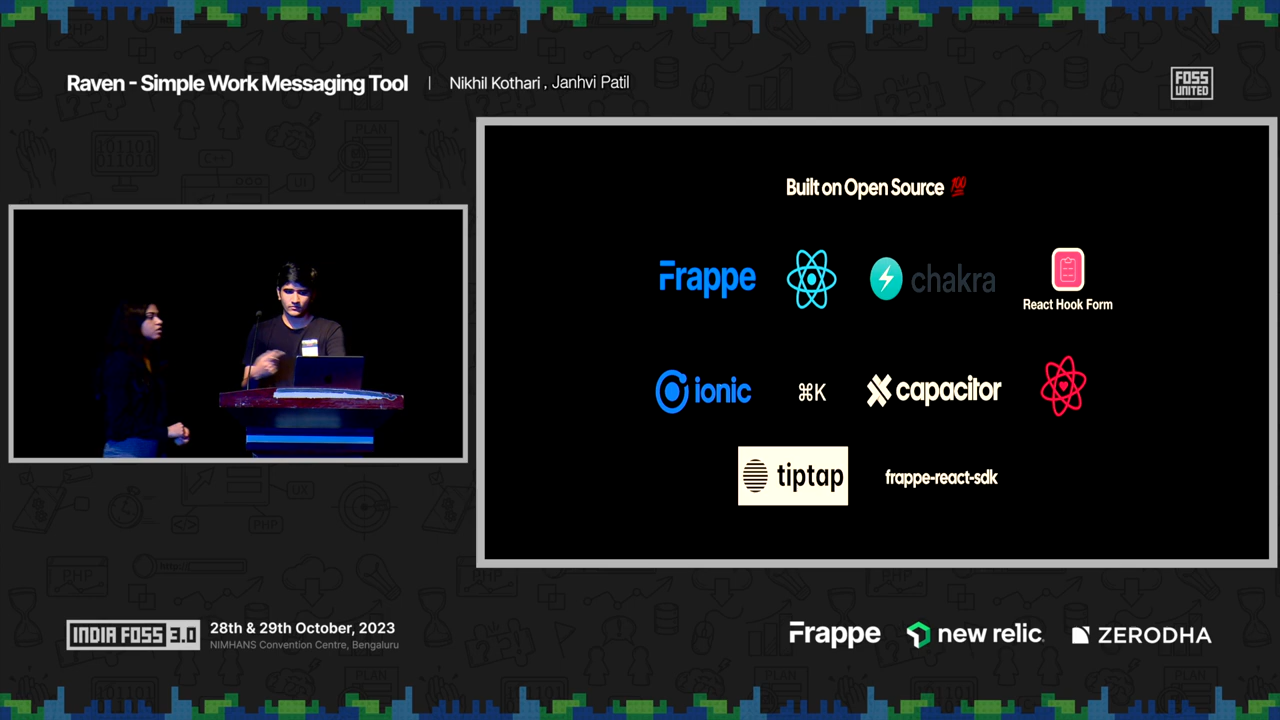 Raven - Simple Work Messaging Tool | Nikhil Kothari , Janhvi Patil
FOSS UNITED
Built on Open Source 💯
Frappe
chakra
React Hook Form
ionic
⌘K
capacitor
tiptap
frappe-react-sdk
INDIA FOSS 3.0
28th & 29th October, 2023
NIMHANS Convention Centre, Bengaluru
Frappe
new relic
ZERODHA